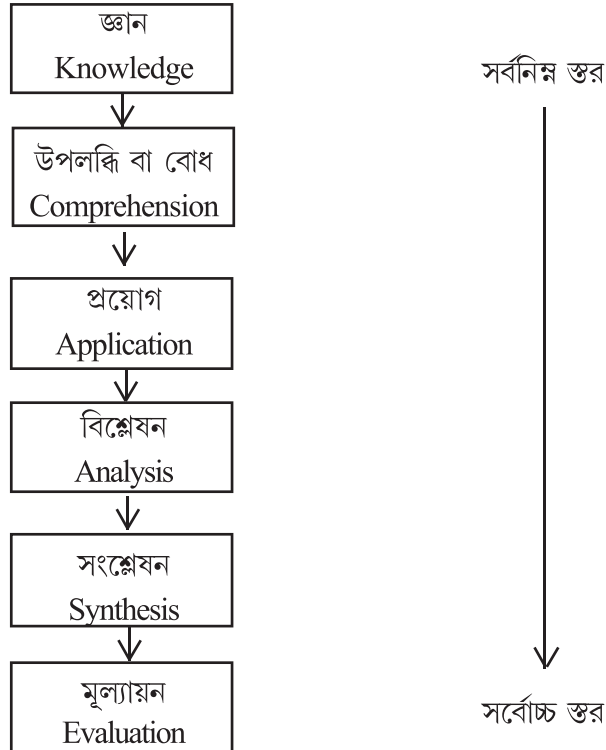 জ্ঞান
Knowledge
সর্বনিম্ন স্তর
উপলব্ধি বা বোধ
Comprehension
প্রয়োগ
Application
বিশ্লেষন
Analysis
সংশ্লেষন
Synthesis
মূল্যায়ন
Evaluation
সর্বোচ্চ স্তর